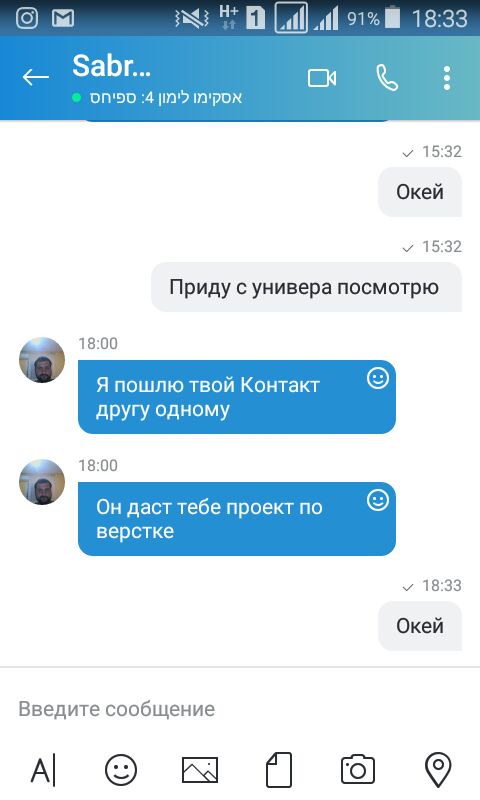 H+
1
91%
18:33
Sabr...
אסקימו לימון 4: ספיחס
15:32
Окей
15:32
Приду с универа посмотрю
18:00
Я пошлю твой Контакт
другу одному
18:00
Он даст тебе проект по
верстке
18:33
Окей
Введите сообщение
A